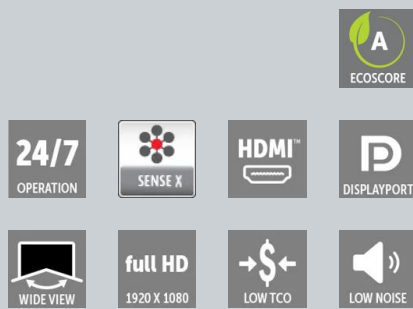 A
ECOSCORE
24/7
OPERATION
SENSE X
HDMI™
DISPLAYPORT
WIDE VIEW
full HD
1920 X 1080
LOW TCO
LOW NOISE